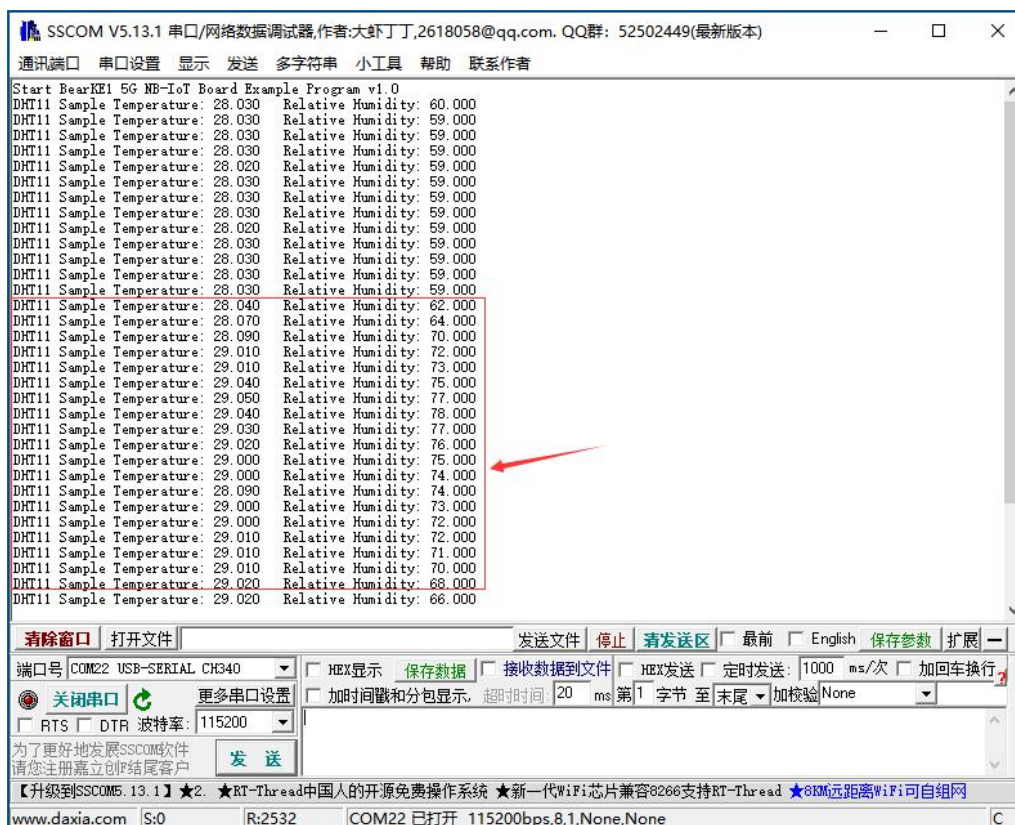 SSCOM V5.13.1 串口/网络数据调试器,作者:大虾丁丁,2618058@qq.com. QQ群: 52502449(最新版本)
通讯端口 串口设置 显示 发送 多字符串 小工具 帮助 联系作者
Start BearKE1 5G NB-IoT Board Example Program v1.0
DHT11 Sample Temperature: 28.030 Relative Humidity: 60.000
DHT11 Sample Temperature: 28.030 Relative Humidity: 59.000
DHT11 Sample Temperature: 28.030 Relative Humidity: 59.000
DHT11 Sample Temperature: 28.030 Relative Humidity: 59.000
DHT11 Sample Temperature: 28.020 Relative Humidity: 59.000
DHT11 Sample Temperature: 28.030 Relative Humidity: 59.000
DHT11 Sample Temperature: 28.030 Relative Humidity: 59.000
DHT11 Sample Temperature: 28.030 Relative Humidity: 59.000
DHT11 Sample Temperature: 28.020 Relative Humidity: 59.000
DHT11 Sample Temperature: 28.030 Relative Humidity: 59.000
DHT11 Sample Temperature: 28.030 Relative Humidity: 59.000
DHT11 Sample Temperature: 28.030 Relative Humidity: 59.000
DHT11 Sample Temperature: 28.030 Relative Humidity: 59.000
DHT11 Sample Temperature: 28.040 Relative Humidity: 62.000
DHT11 Sample Temperature: 28.070 Relative Humidity: 64.000
DHT11 Sample Temperature: 28.090 Relative Humidity: 70.000
DHT11 Sample Temperature: 29.010 Relative Humidity: 72.000
DHT11 Sample Temperature: 29.010 Relative Humidity: 73.000
DHT11 Sample Temperature: 29.040 Relative Humidity: 75.000
DHT11 Sample Temperature: 29.050 Relative Humidity: 77.000
DHT11 Sample Temperature: 29.040 Relative Humidity: 78.000
DHT11 Sample Temperature: 29.030 Relative Humidity: 77.000
DHT11 Sample Temperature: 29.020 Relative Humidity: 76.000
DHT11 Sample Temperature: 29.000 Relative Humidity: 75.000
DHT11 Sample Temperature: 29.000 Relative Humidity: 74.000
DHT11 Sample Temperature: 28.090 Relative Humidity: 74.000
DHT11 Sample Temperature: 29.000 Relative Humidity: 73.000
DHT11 Sample Temperature: 29.000 Relative Humidity: 72.000
DHT11 Sample Temperature: 29.010 Relative Humidity: 72.000
DHT11 Sample Temperature: 29.010 Relative Humidity: 71.000
DHT11 Sample Temperature: 29.010 Relative Humidity: 70.000
DHT11 Sample Temperature: 29.020 Relative Humidity: 68.000
DHT11 Sample Temperature: 29.020 Relative Humidity: 66.000
清除窗口 打开文件 发送文件 停止 清发送区 最前 English 保存参数 扩展 —
端口号 COM22 USB-SERIAL CH340 HEX显示 保存数据 接收数据到文件 HEX发送 定时发送: 1000 ms/次 加回车换行 ?
关闭串口 更多串口设置 加时间戳和分包显示, 超时时间: 20 ms 第 1 字节 至 末尾 加校验 None
RTS DTR 波特率: 115200
为了更好地发展SSCOM软件
请您注册嘉立创F结尾客户
发 送
【升级到SSCOM5.13.1】★2. ★RT-Thread中国人的开源免费操作系统 ★新一代WiFi芯片兼容8266支持RT-Thread ★8KM远距离WiFi可自组网
www.daxia.com S:0 R:2532 COM22 已打开 115200bps,8,1,None,None C